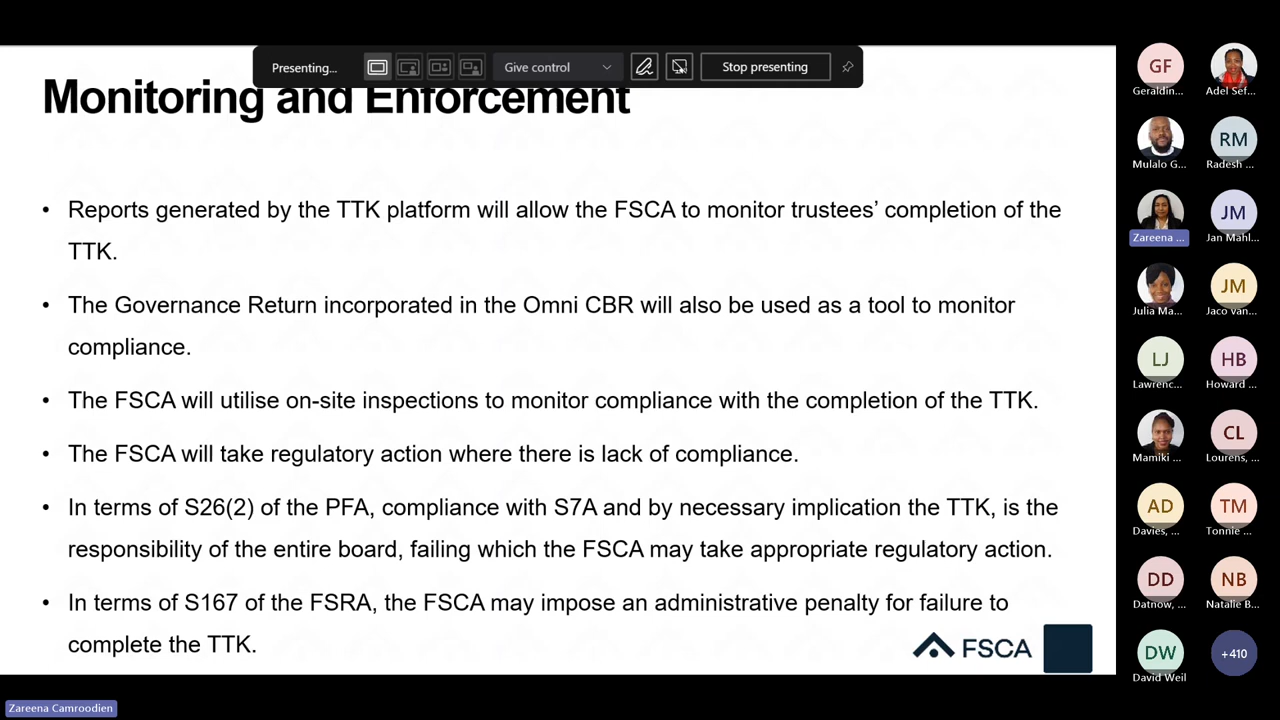 Presenting...
Give control
Stop presenting
Monitoring and Enforcement
• Reports generated by the TTK platform will allow the FSCA to monitor trustees’ completion of the
TTK.
• The Governance Return incorporated in the Omni CBR will also be used as a tool to monitor
compliance.
• The FSCA will utilise on-site inspections to monitor compliance with the completion of the TTK.
• The FSCA will take regulatory action where there is lack of compliance.
• In terms of S26(2) of the PFA, compliance with S7A and by necessary implication the TTK, is the
responsibility of the entire board, failing which the FSCA may take appropriate regulatory action.
• In terms of S167 of the FSRA, the FSCA may impose an administrative penalty for failure to
complete the TTK.
FSCA
GF
Geraldin...
Adel Sef...
Mulalo G...
RM
Radesh ...
Zareena ...
JM
Jan Mahl...
Julia Ma...
JM
Jaco van...
LJ
Lawrenc...
HB
Howard ...
Mamiki ...
CL
Lourens, ...
AD
Davies, ...
TM
Tonnie ...
DD
Datnow, ...
NB
Natalie B...
DW
David Weil
+410
Zareena Camroodien